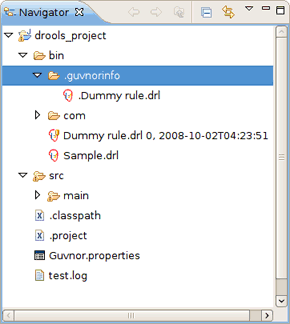 Navigator
drools_project
bin
.guvnorinfo
.Dummy rule.drl
com
Dummy rule.drl 0, 2008-10-02T04:23:51
Sample.drl
src
main
.classpath
.project
Guvnor.properties
test.log